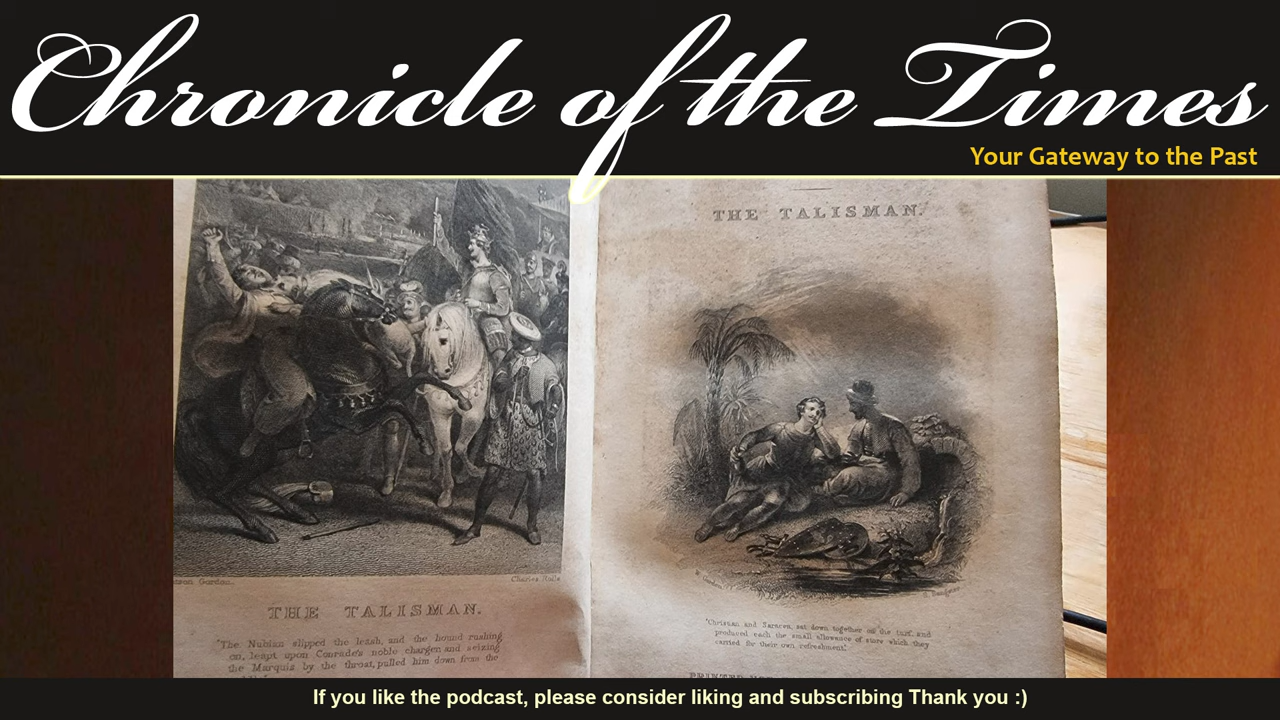 Chronicle of the Times
Your Gateway to the Past
THE TALISMAN.
Charles Rolls
THE TALISMAN.
"The Nubian slipped the leash, and the hound rushing
on, leapt upon Conrade's noble charger and seizing
the Marquis by the throat, pulled him down from the
"Christian and Saracen, sat down together on the turf, and
produced each the small allowance of store which they
carried for their own refreshment."
If you like the podcast, please consider liking and subscribing Thank you :)